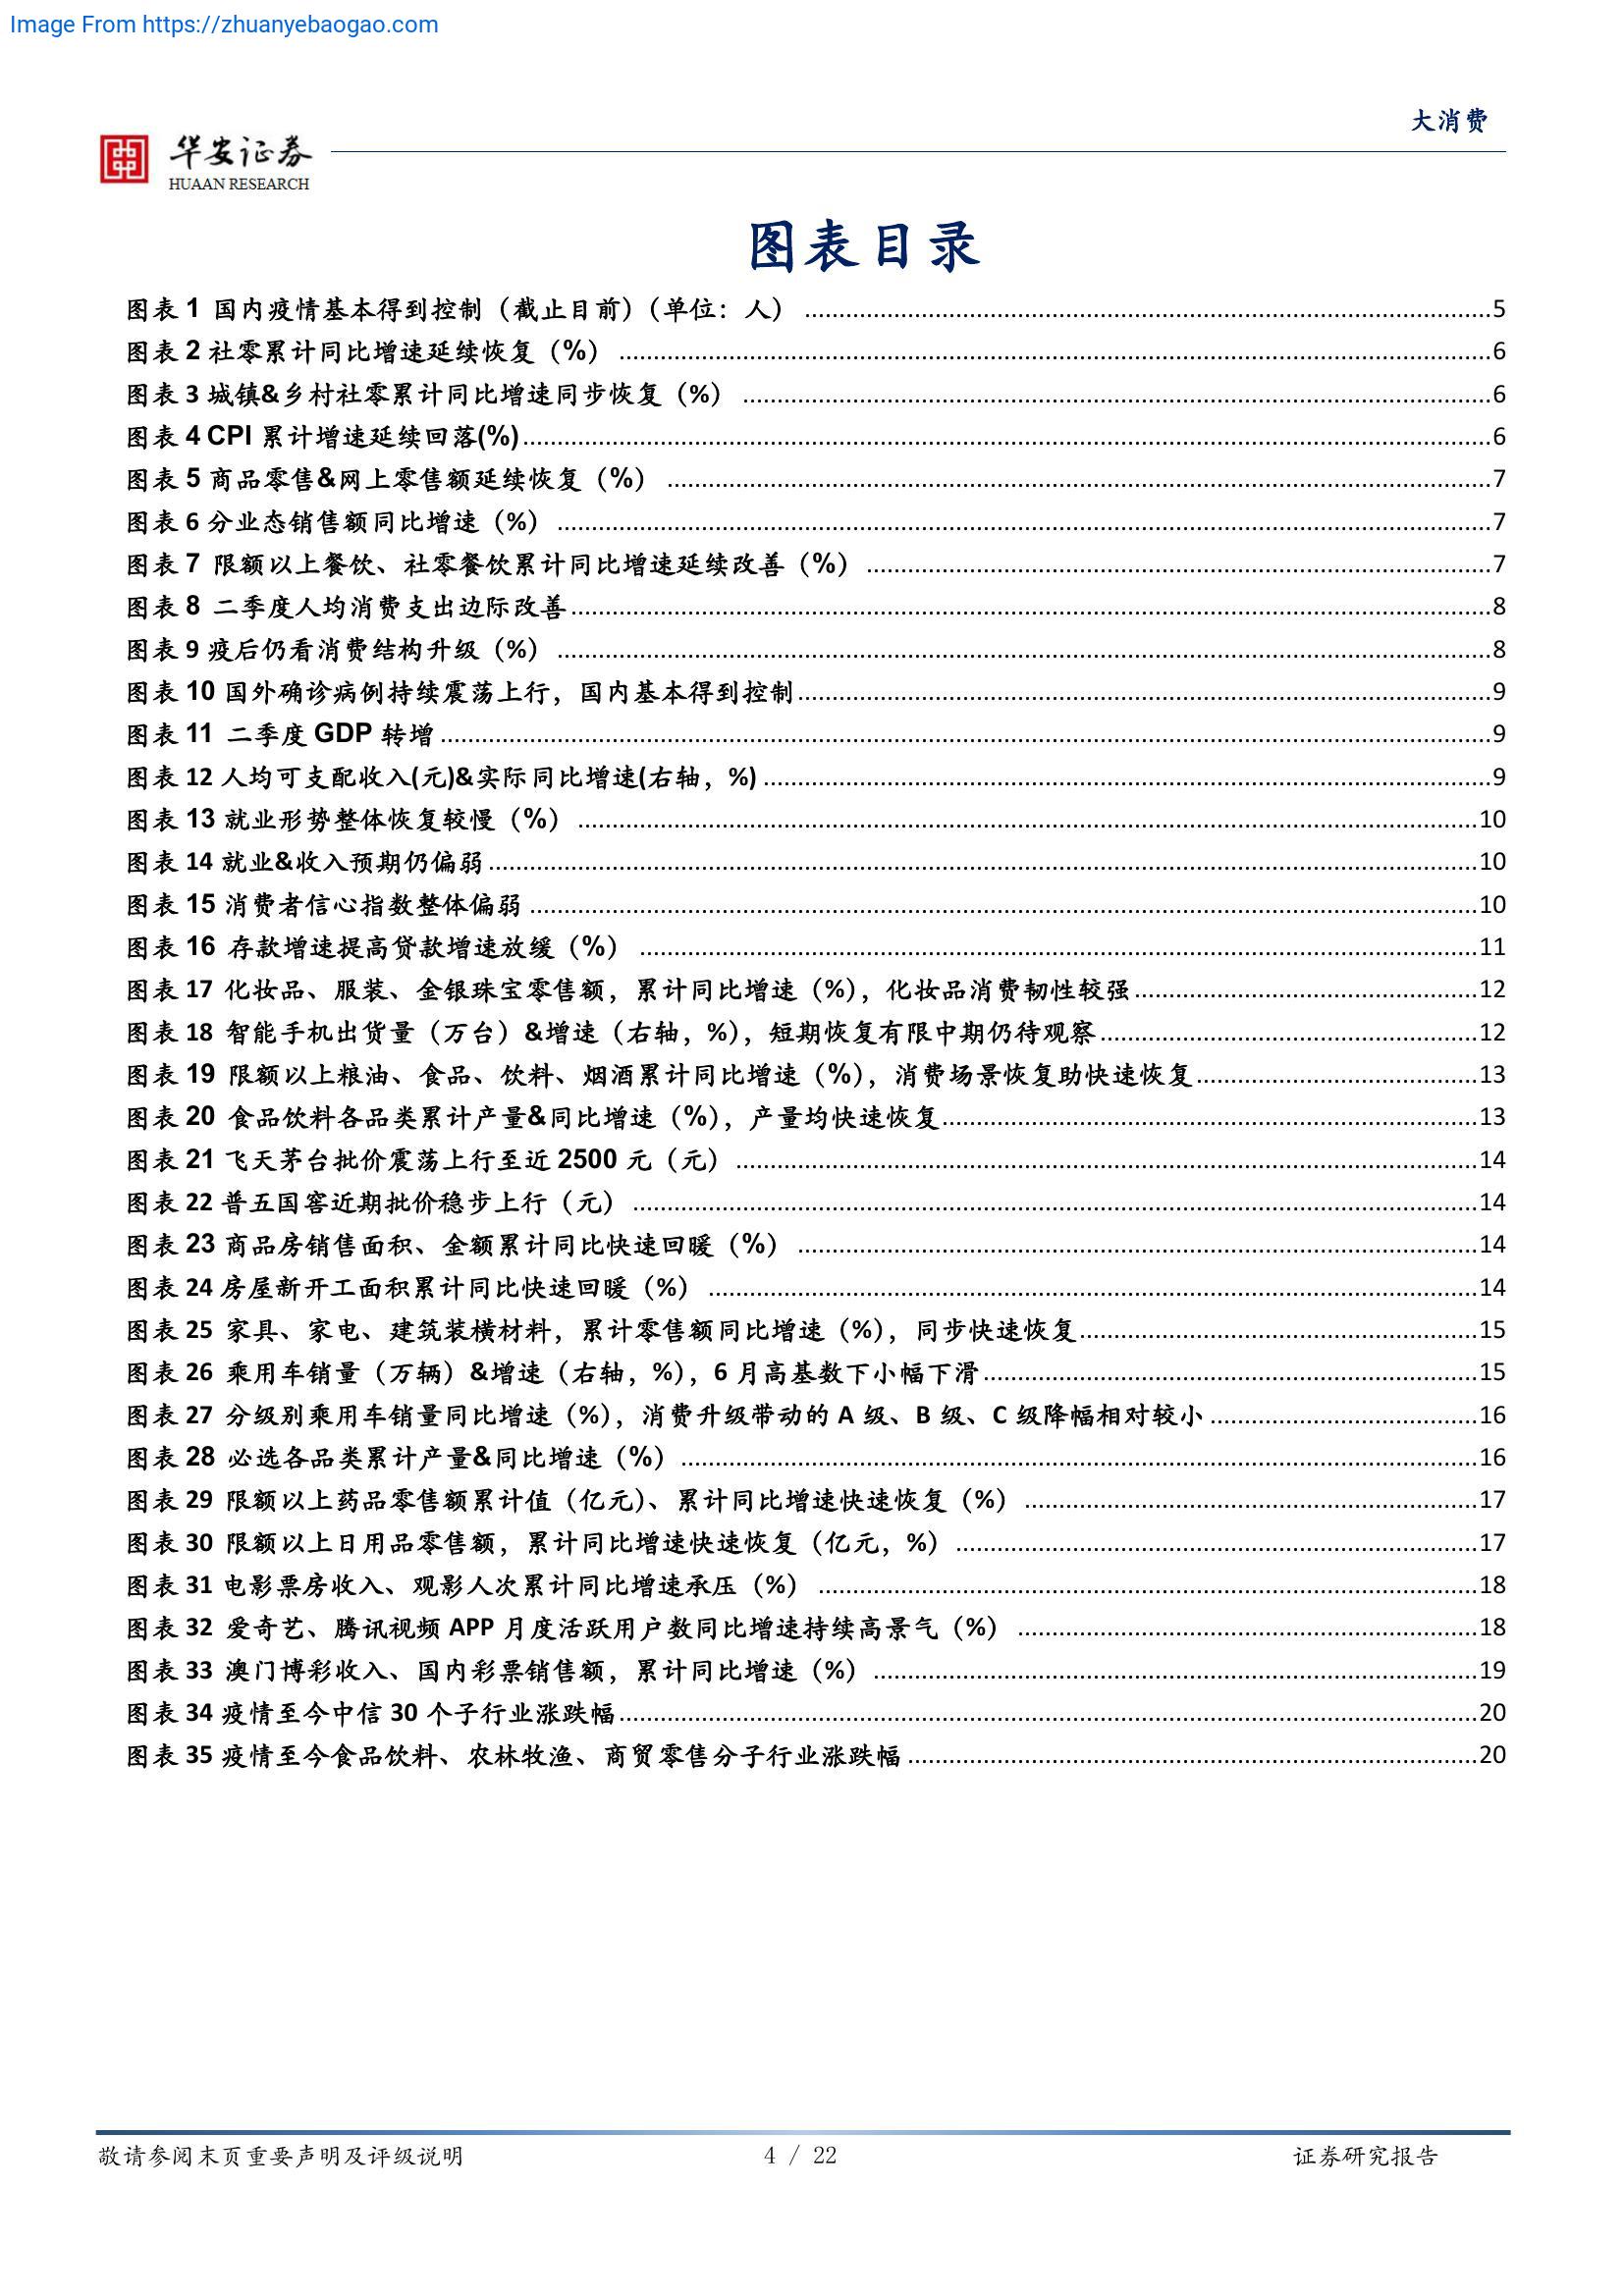 Image From https://zhuanyebaogao.com
大消费
华安证券
HUAAN RESEARCH
图表目录
图表 1 国内疫情基本得到控制（截止目前）（单位：人） ........ 5
图表 2 社零累计同比增速延续恢复（%） ........ 6
图表 3 城镇&乡村社零累计同比增速同步恢复（%） ........ 6
图表 4 CPI 累计增速延续回落(%) ........ 6
图表 5 商品零售&网上零售额延续恢复（%） ........ 7
图表 6 分业态销售额同比增速（%） ........ 7
图表 7 限额以上餐饮、社零餐饮累计同比增速延续改善（%） ........ 7
图表 8 二季度人均消费支出边际改善 ........ 8
图表 9 疫后仍看消费结构升级（%） ........ 8
图表 10 国外确诊病例持续震荡上行，国内基本得到控制 ........ 9
图表 11 二季度 GDP 转增 ........ 9
图表 12 人均可支配收入(元)&实际同比增速(右轴，%) ........ 9
图表 13 就业形势整体恢复较慢（%） ........ 10
图表 14 就业&收入预期仍偏弱 ........ 10
图表 15 消费者信心指数整体偏弱 ........ 10
图表 16 存款增速提高贷款增速放缓（%） ........ 11
图表 17 化妆品、服装、金银珠宝零售额，累计同比增速（%），化妆品消费韧性较强 ........ 12
图表 18 智能手机出货量（万台）&增速（右轴，%），短期恢复有限中期仍待观察 ........ 12
图表 19 限额以上粮油、食品、饮料、烟酒累计同比增速（%），消费场景恢复助快速恢复 ........ 13
图表 20 食品饮料各品类累计产量&同比增速（%），产量均快速恢复 ........ 13
图表 21 飞天茅台批价震荡上行至近 2500 元（元） ........ 14
图表 22 普五国窖近期批价稳步上行（元） ........ 14
图表 23 商品房销售面积、金额累计同比快速回暖（%） ........ 14
图表 24 房屋新开工面积累计同比快速回暖（%） ........ 14
图表 25 家具、家电、建筑装横材料，累计零售额同比增速（%），同步快速恢复 ........ 15
图表 26 乘用车销量（万辆）&增速（右轴，%），6 月高基数下小幅下滑 ........ 15
图表 27 分级别乘用车销量同比增速（%），消费升级带动的 A 级、B 级、C 级降幅相对较小 ........ 16
图表 28 必选各品类累计产量&同比增速（%） ........ 16
图表 29 限额以上药品零售额累计值（亿元）、累计同比增速快速恢复（%） ........ 17
图表 30 限额以上日用品零售额，累计同比增速快速恢复（亿元，%） ........ 17
图表 31 电影票房收入、观影人次累计同比增速承压（%） ........ 18
图表 32 爱奇艺、腾讯视频 APP 月度活跃用户数同比增速持续高景气（%） ........ 18
图表 33 澳门博彩收入、国内彩票销售额，累计同比增速（%） ........ 19
图表 34 疫情至今中信 30 个子行业涨跌幅 ........ 20
图表 35 疫情至今食品饮料、农林牧渔、商贸零售分子行业涨跌幅 ........ 20
敬请参阅末页重要声明及评级说明 4 / 22 证券研究报告